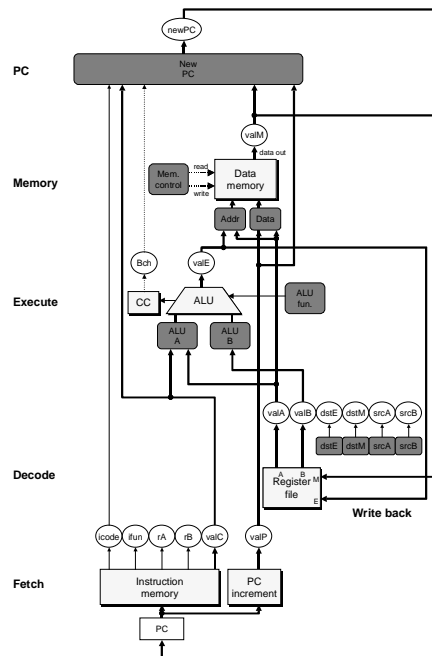 newPC
PC
New
PC
valM
data out
read
Mem.
control
write
Data
memory
Memory
Addr
Data
Bch
valE
Execute
CC
ALU
ALU
fun.
ALU
A
ALU
B
valA
valB
dstE
dstM
srcA
srcB
dstE
dstM
srcA
srcB
A
B
M
Register
file
E
Decode
Write back
icode
ifun
rA
rB
valC
valP
Fetch
Instruction
memory
PC
increment
PC